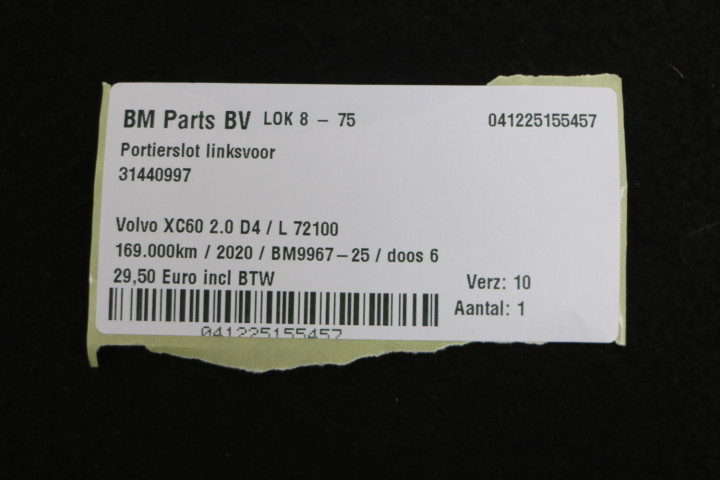 BM Parts BV LOK 8 - 75 041225155457
Portierslot linksvoor
31440997
Volvo XC60 2.0 D4 / L 72100
169.000km / 2020 / BM9967-25 / doos 6
29,50 Euro incl BTW Verz: 10
Aantal: 1
041225155457